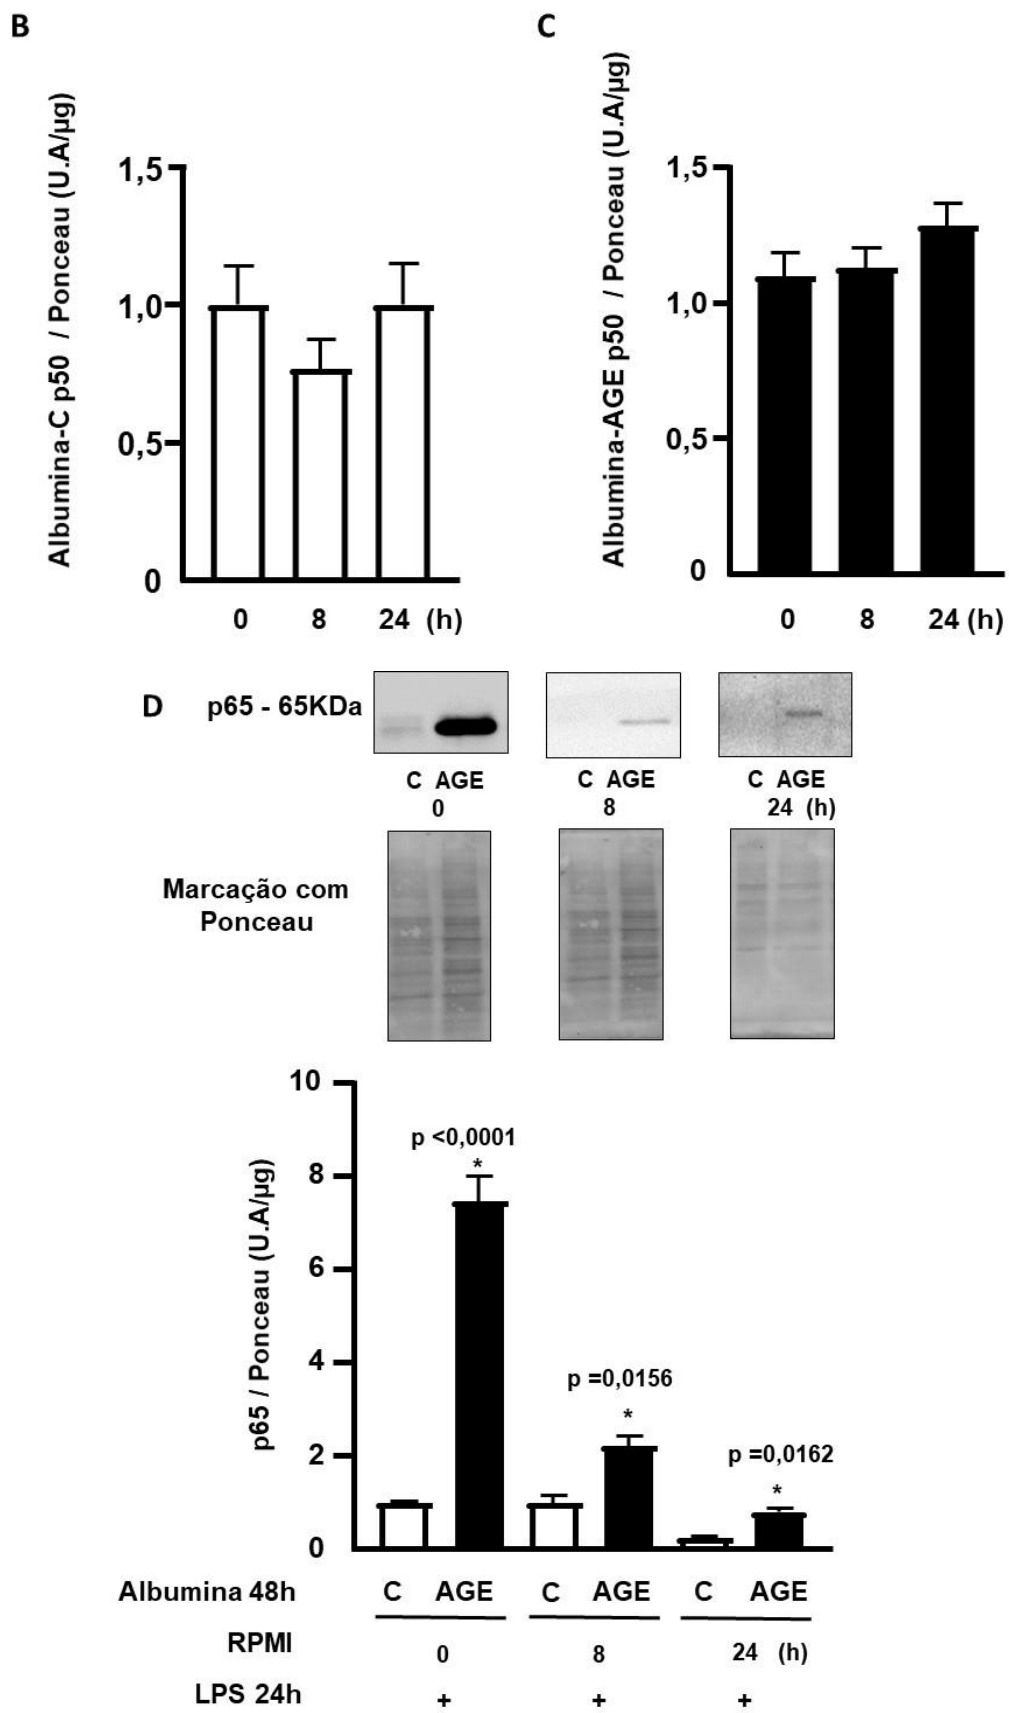 B
C
Albumina-C p50 / Ponceau (U.A/µg)
1,5
1,0
0,5
0
0 8 24 (h)
Albumina-AGE p50 / Ponceau (U.A/µg)
1,5
1,0
0,5
0
0 8 24 (h)
D p65 - 65KDa
C AGE C AGE C AGE
0 8 24 (h)
Marcação com
Ponceau
p65 / Ponceau (U.A/µg)
10
8
6
4
2
0
p <0,0001
*
p =0,0156
*
p =0,0162
*
Albumina 48h C AGE C AGE C AGE
RPMI 0 8 24 (h)
LPS 24h + + +